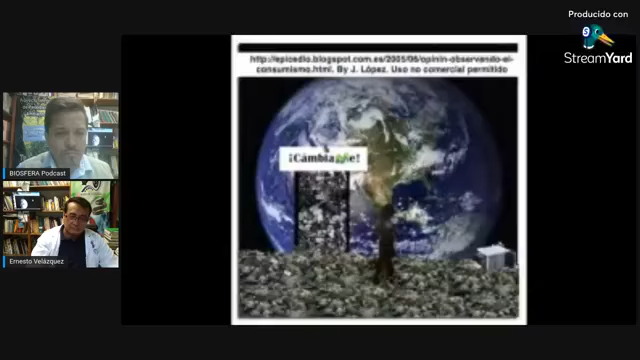 Producido con
StreamYard
http://epicedio.blogspot.com.es/2005/06/opinin-observando-el-
consumismo.html. By J. López. Uso no comercial permitido
¡Cámbiame!
BIOSFERA Podcast
Ernesto Velázquez